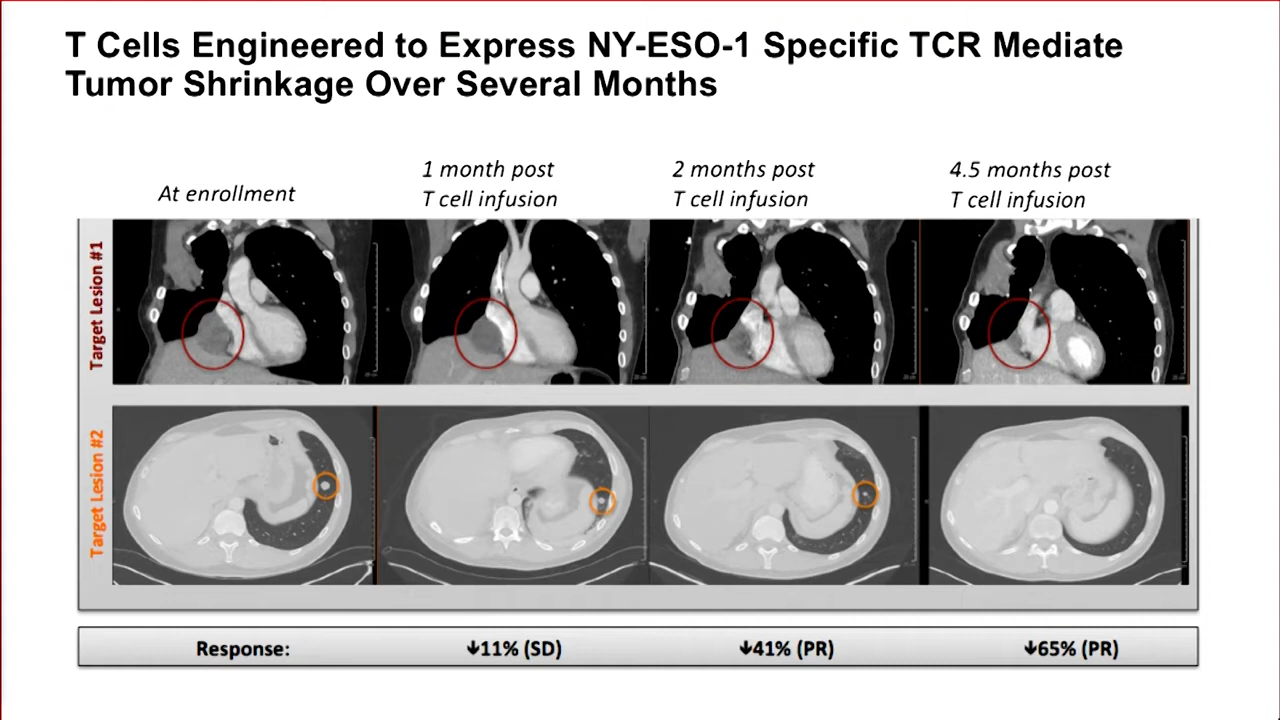 T Cells Engineered to Express NY-ESO-1 Specific TCR Mediate
Tumor Shrinkage Over Several Months
At enrollment
1 month post
T cell infusion
2 months post
T cell infusion
4.5 months post
T cell infusion
Target Lesion #1
Target Lesion #2
Response:
↓11% (SD)
↓41% (PR)
↓65% (PR)